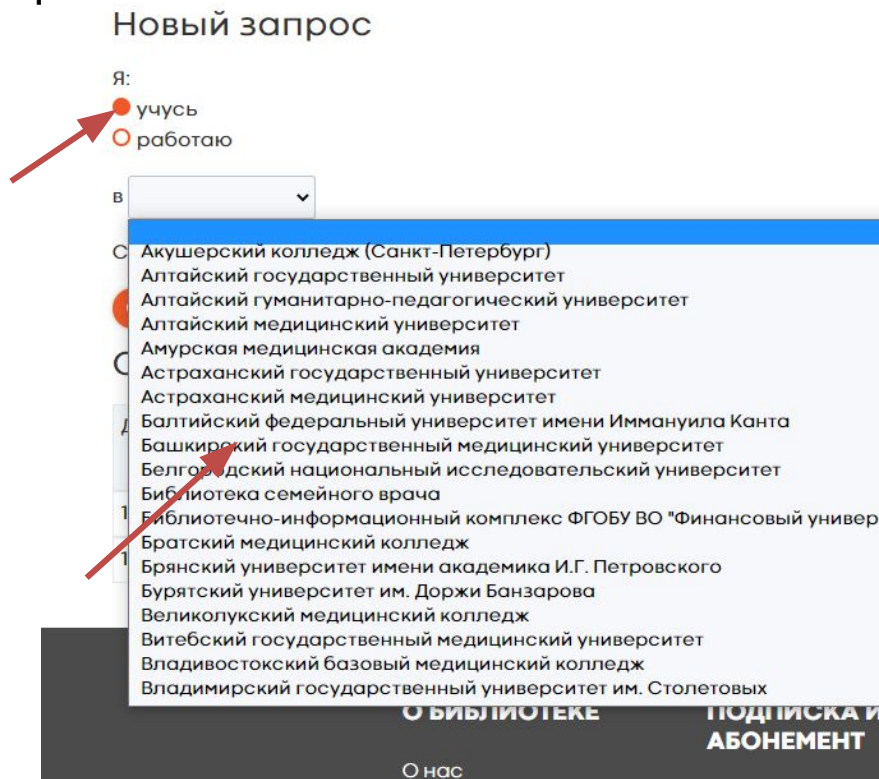 Новый запрос
Я:
учусь
работаю
в
С
Акушерский колледж (Санкт-Петербург)
Алтайский государственный университет
Алтайский гуманитарно-педагогический университет
Алтайский медицинский университет
Амурская медицинская академия
Астраханский государственный университет
Астраханский медицинский университет
Балтийский федеральный университет имени Иммануила Канта
Башкирский государственный медицинский университет
Белгородский национальный исследовательский университет
Библиотека семейного врача
Библиотечно-информационный комплекс ФГОБУ ВО "Финансовый универ
Братский медицинский колледж
Брянский университет имени академика И.Г. Петровского
Бурятский университет им. Доржи Банзарова
Великолукский медицинский колледж
Витебский государственный медицинский университет
Владивостокский базовый медицинский колледж
Владимирский государственный университет им. Столетовых
О БИБЛИОТЕКЕ
ПОДПИСКА И
АБОНЕМЕНТ
О нас